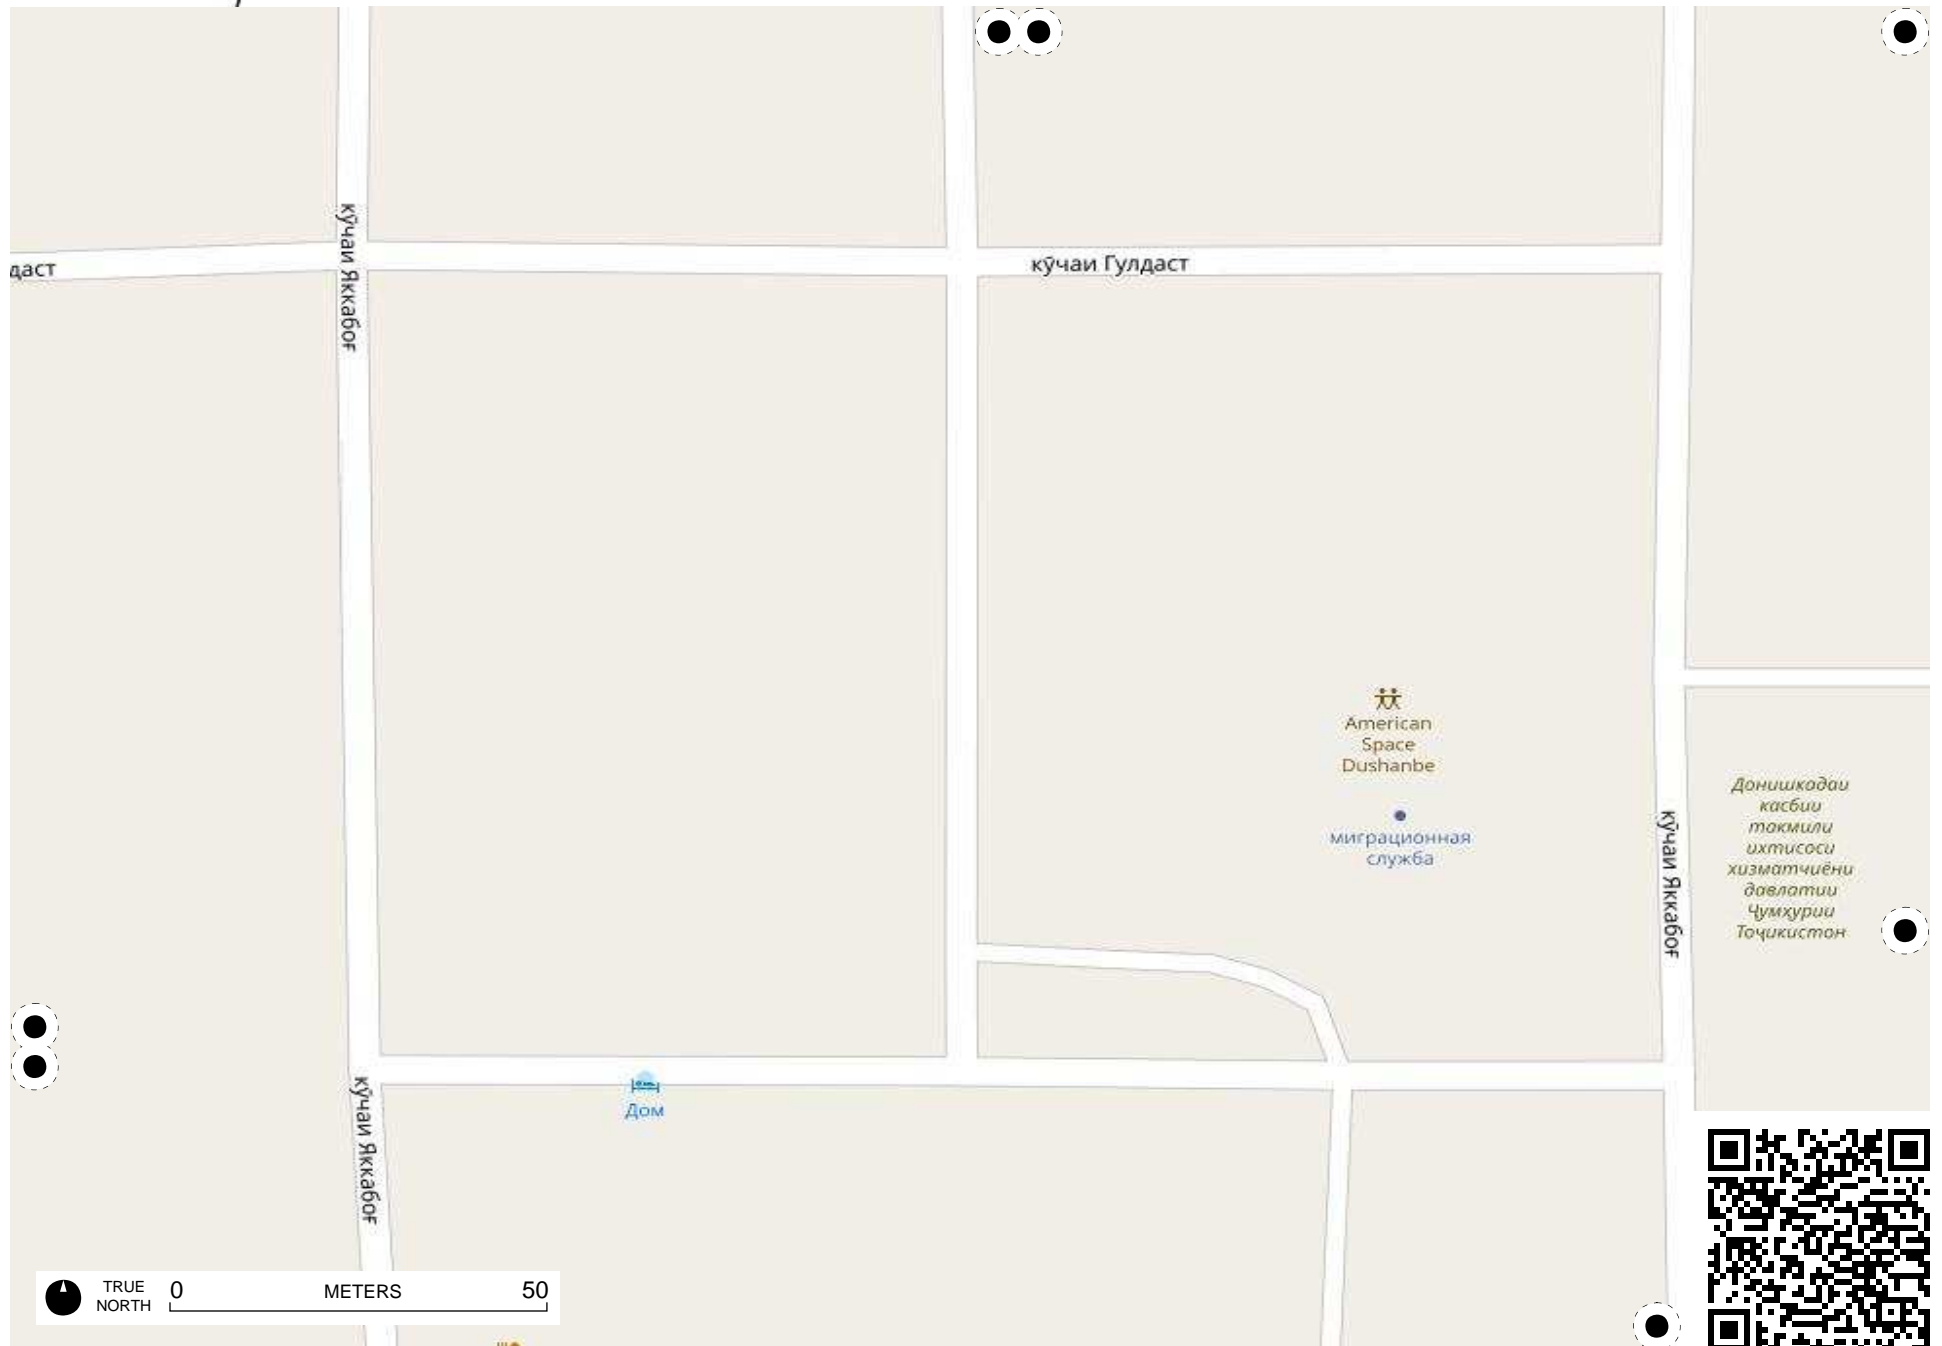 кӯчаи Яккабоғ
даст
кӯчаи Гулдаст
American
Space
Dushanbe
миграционная
служба
Донишкадаи
касбии
такмили
ихтисоси
хизматчиёни
давлатии
Ҷумҳурии
Тоҷикистон
кӯчаи Яккабоғ
Дом
кӯчаи Яккабоғ
TRUE
NORTH
0 METERS 50